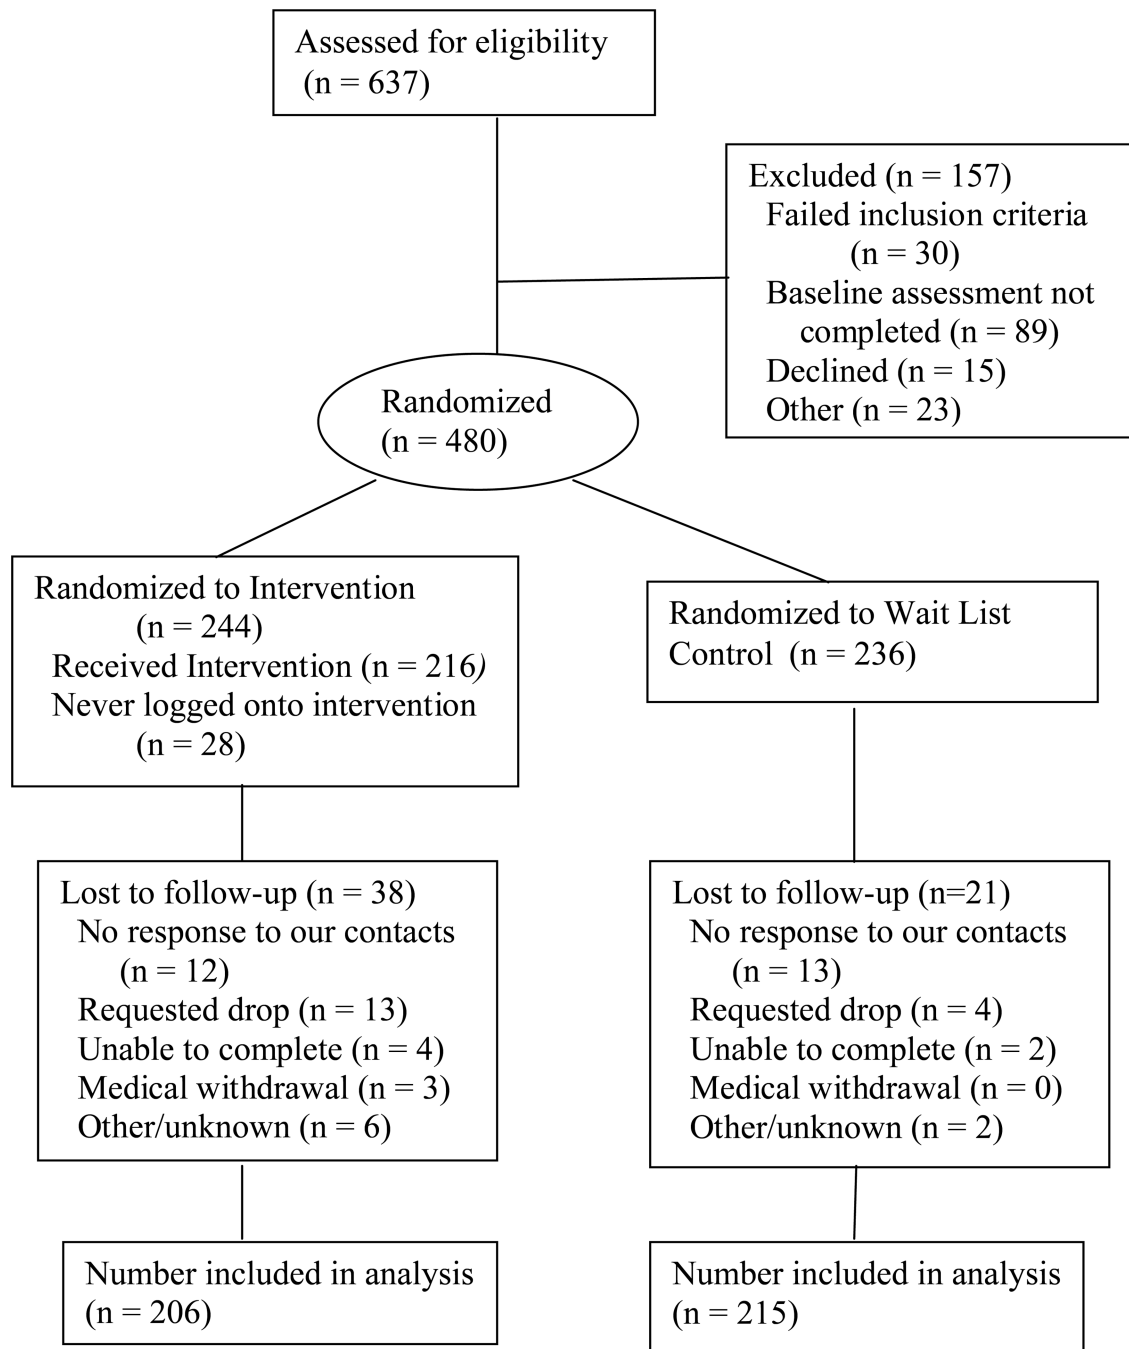 Assessed for eligibility
(n = 637)
Excluded (n = 157)
Failed inclusion criteria
(n = 30)
Baseline assessment not
completed (n = 89)
Declined (n = 15)
Other (n = 23)
Randomized
(n = 480)
Randomized to Intervention
(n = 244)
Received Intervention (n = 216)
Never logged onto intervention
(n = 28)
Randomized to Wait List
Control (n = 236)
Lost to follow-up (n = 38)
No response to our contacts
(n = 12)
Requested drop (n = 13)
Unable to complete (n = 4)
Medical withdrawal (n = 3)
Other/unknown (n = 6)
Lost to follow-up (n=21)
No response to our contacts
(n = 13)
Requested drop (n = 4)
Unable to complete (n = 2)
Medical withdrawal (n = 0)
Other/unknown (n = 2)
Number included in analysis
(n = 206)
Number included in analysis
(n = 215)